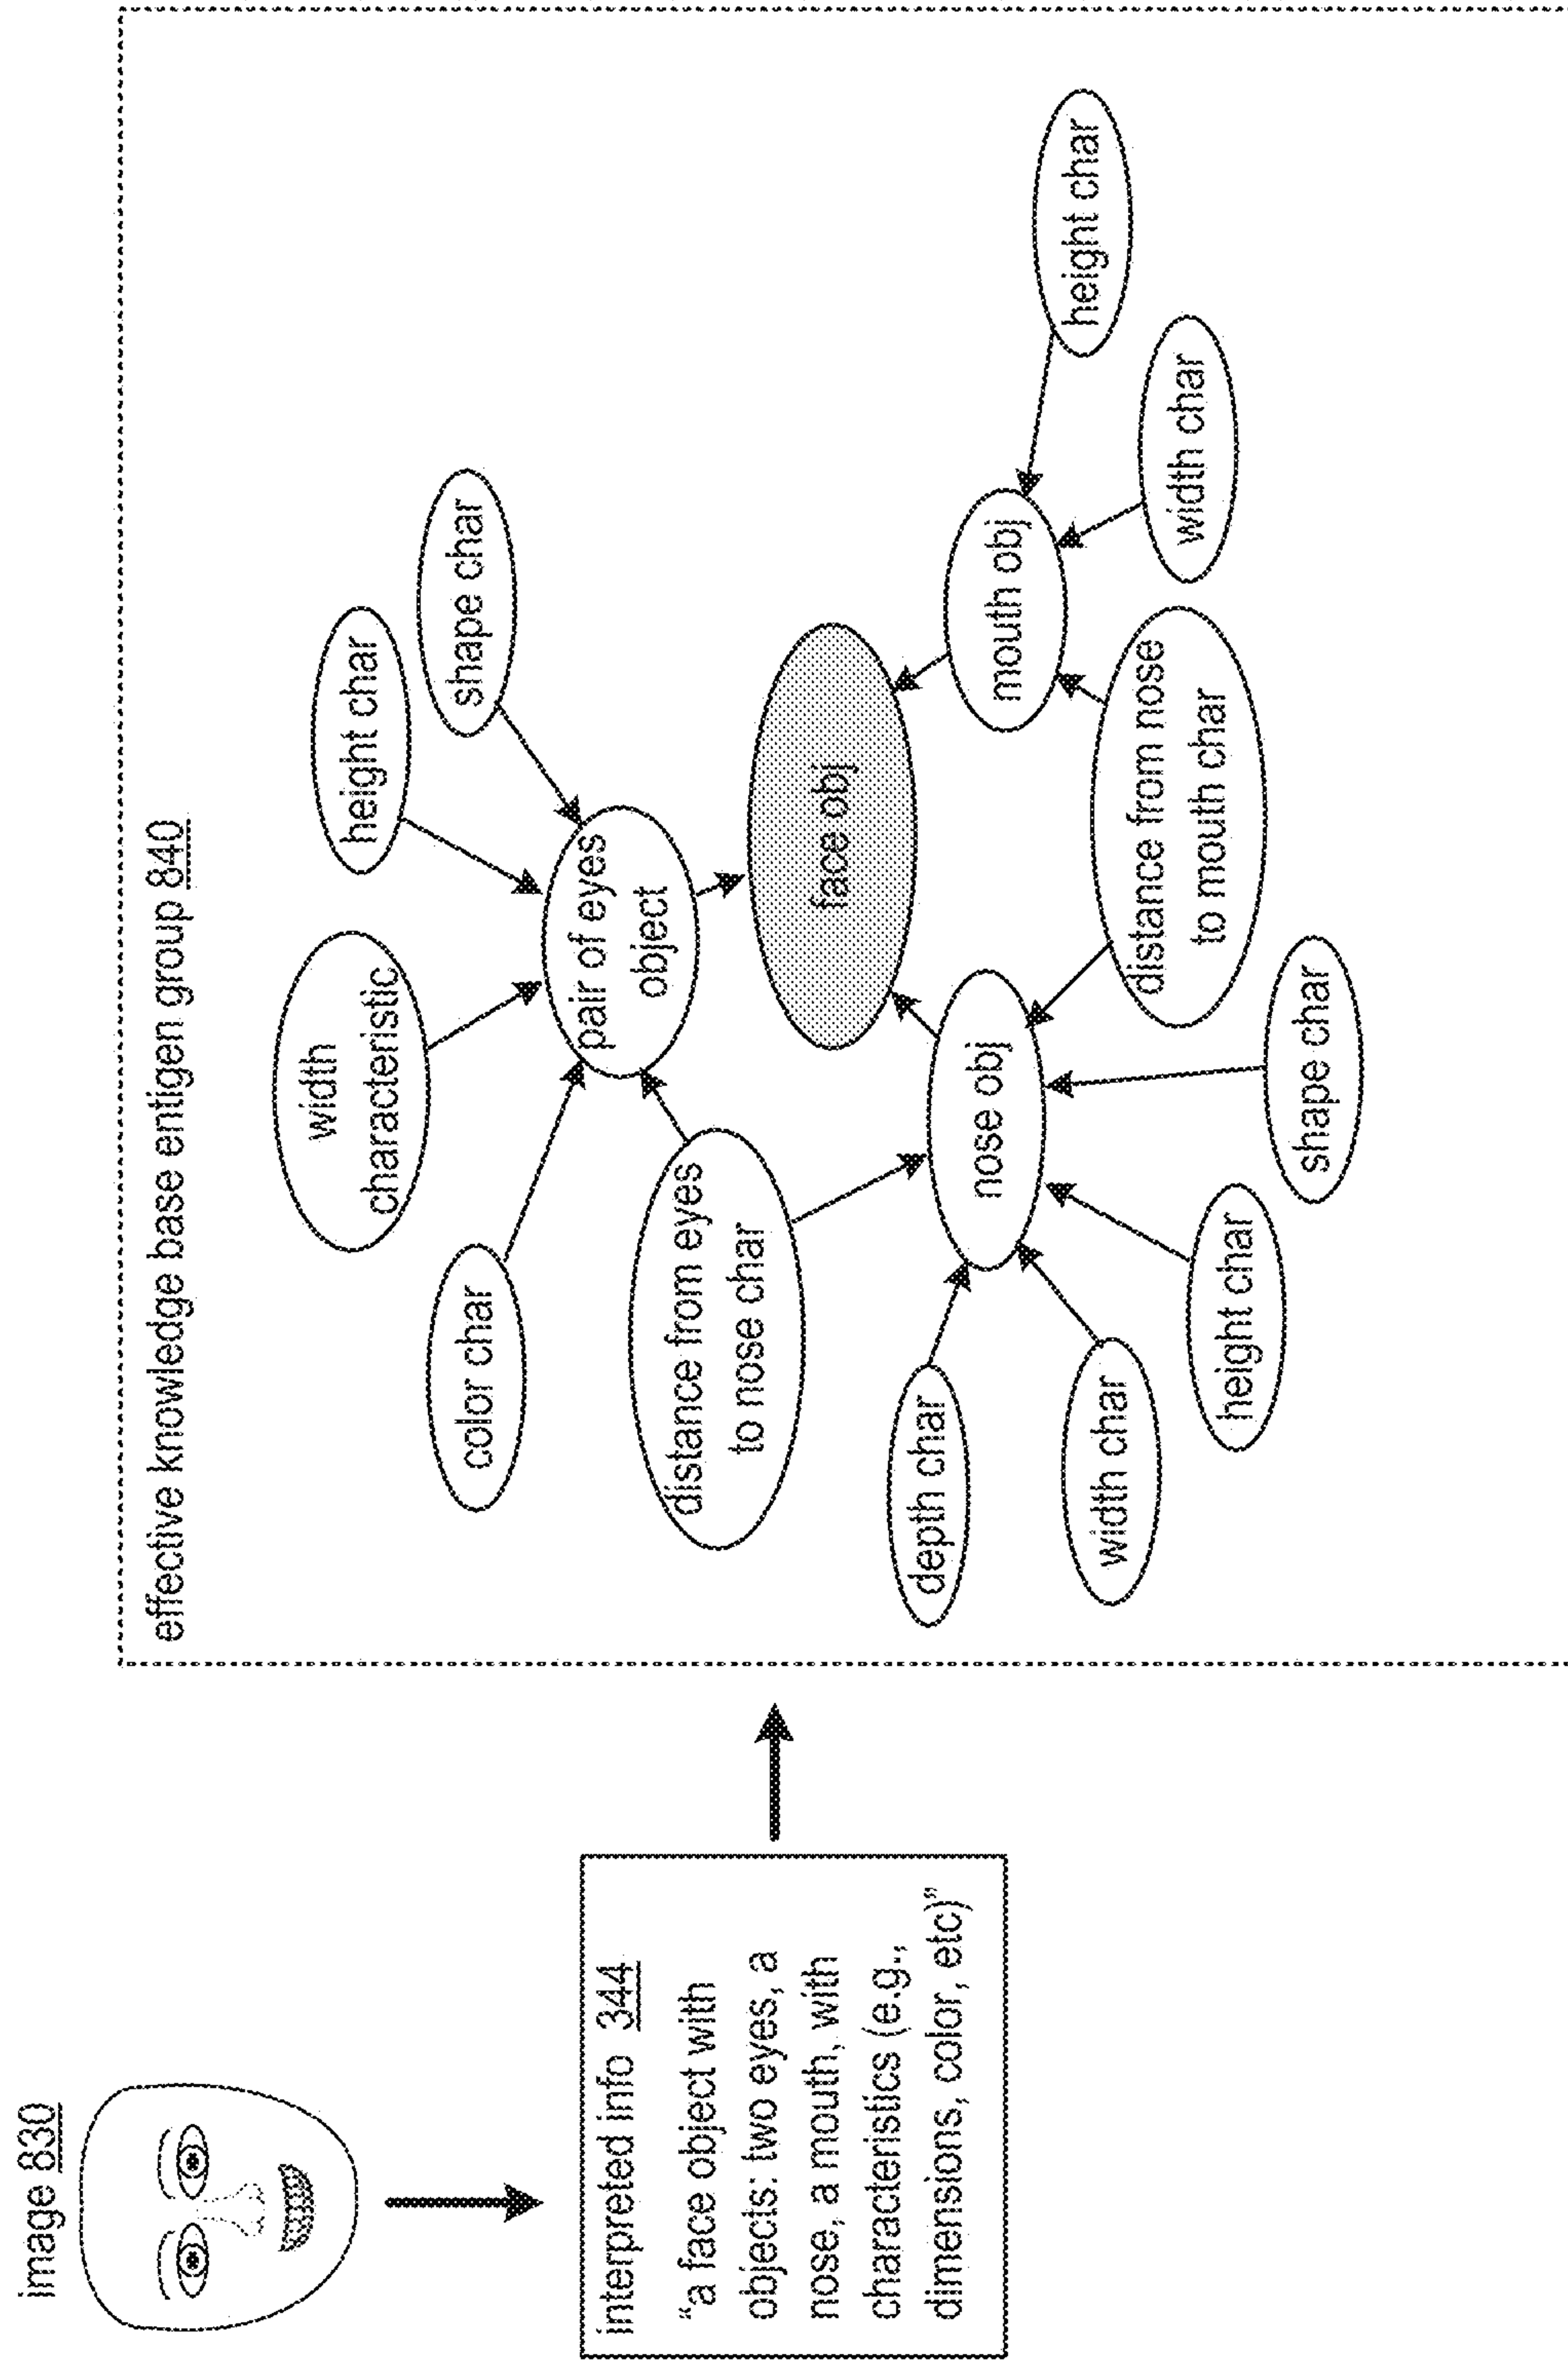 image 830
interpreted info 344
“a face object with
objects: two eyes, a
nose, a mouth, with
characteristics (e.g.,
dimensions, color, etc)”
effective knowledge base entigen group 840
width
characteristic
height char
shape char
color char
pair of eyes
object
distance from eyes
to nose char
face obj
depth char
nose obj
mouth obj
height char
width char
distance from nose
to mouth char
width char
height char
shape char